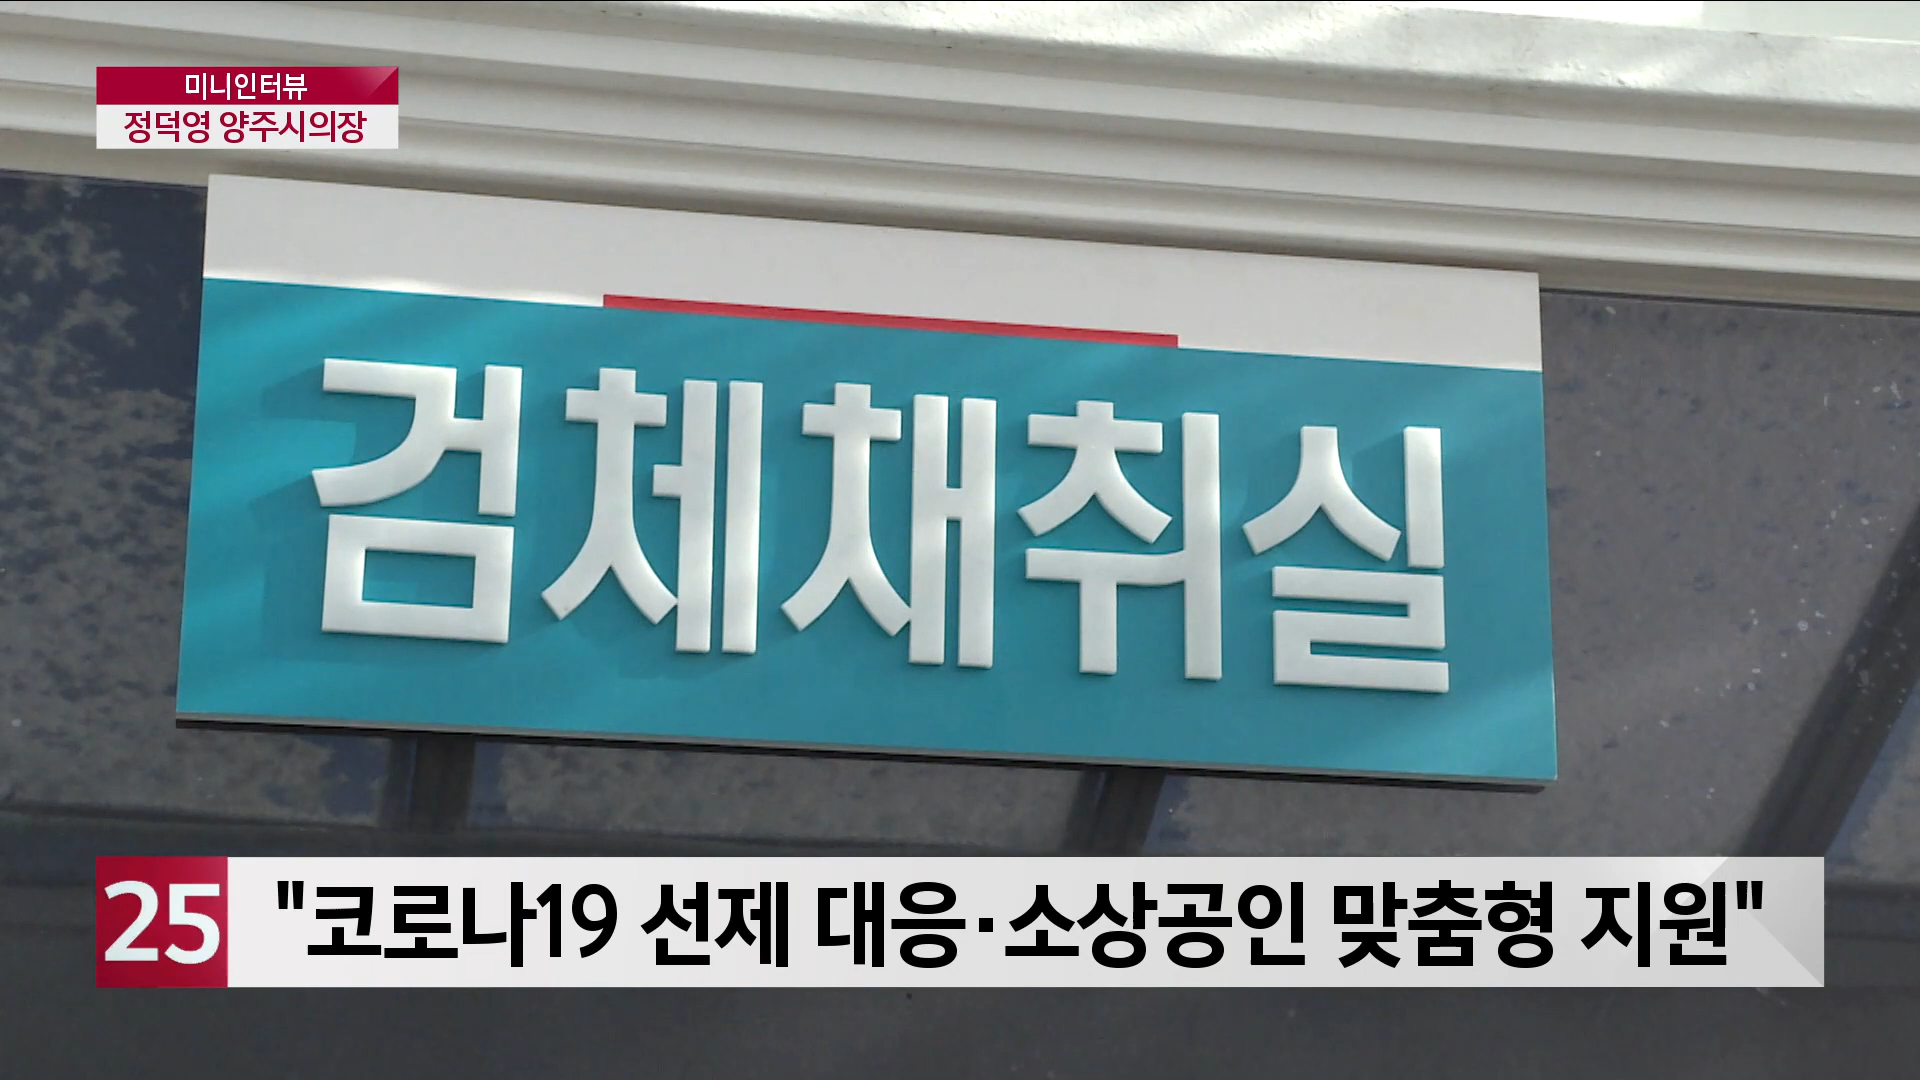 미니인터뷰
정덕영 양주시의장
검체채취실
25 "코로나19 선제 대응·소상공인 맞춤형 지원"